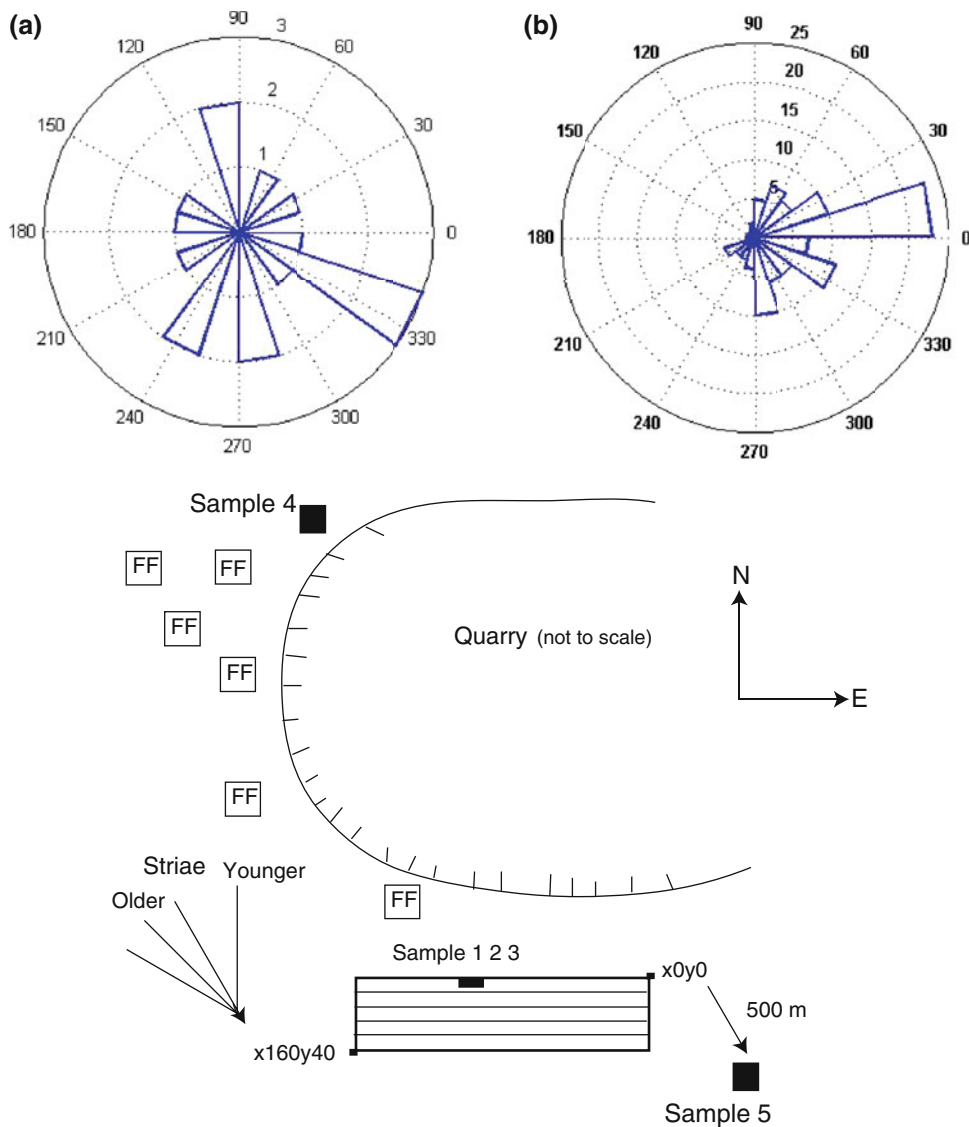 (a)
90
3
120
60
2
150
30
1
180
0
210
330
240
300
270
(b)
90
25
120
60
20
15
150
30
10
5
180
0
210
330
240
300
270
Sample 4
FF
FF
FF
FF
N
Quarry (not to scale)
E
FF
Striae
Younger
Older
FF
Sample 1 2 3
x0y0
500 m
x160y40
Sample 5